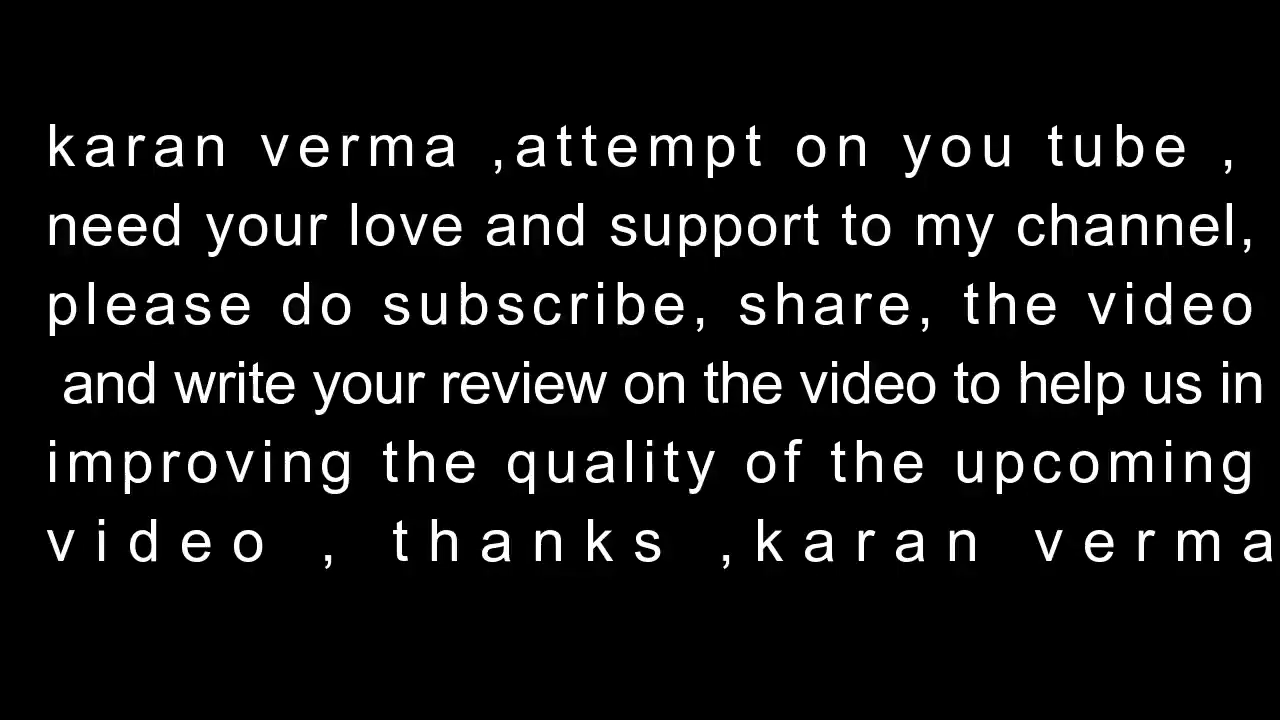 karan verma ,attempt on you tube ,
need your love and support to my channel,
please do subscribe, share, the video
and write your review on the video to help us in
improving the quality of the upcoming
video , thanks ,karan verma